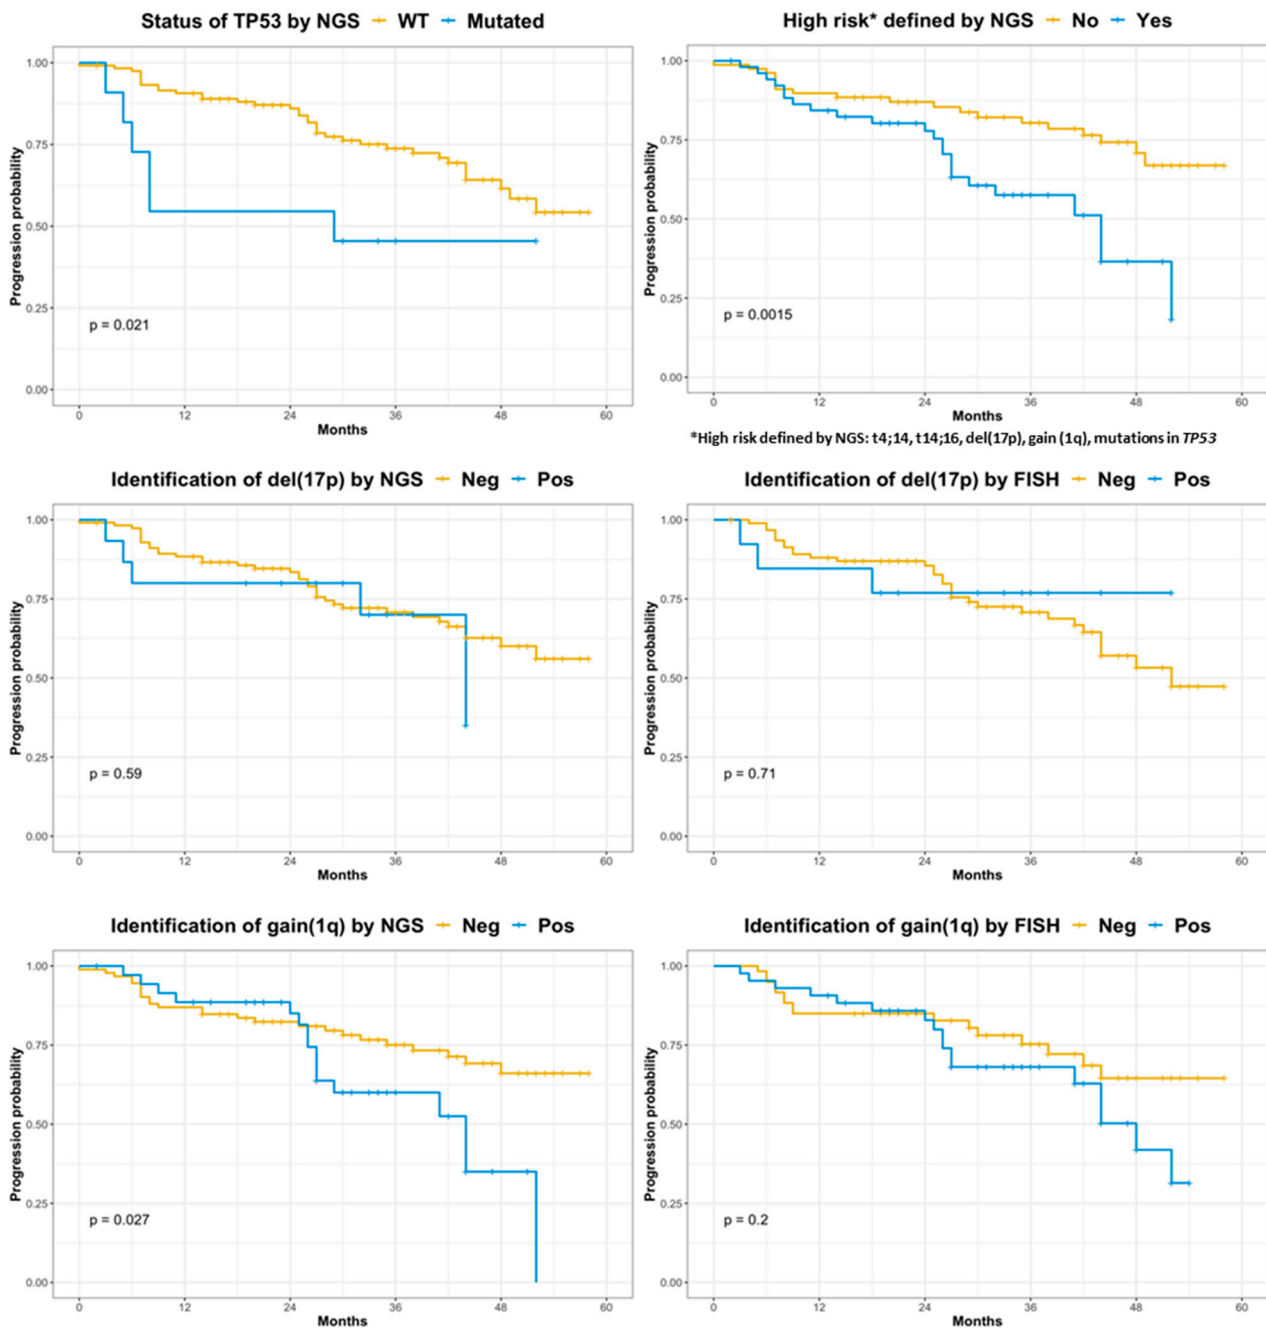 Status of TP53 by NGS WT Mutated
Progression probability
1.00
0.75
0.50
0.25
0.00
p = 0.021
0 12 24 36 48 60
Months
High risk* defined by NGS No Yes
Progression probability
1.00
0.75
0.50
0.25
0.00
p = 0.0015
0 12 24 36 48 60
Months
*High risk defined by NGS: t4;14, t14;16, del(17p), gain (1q), mutations in TP53
Identification of del(17p) by NGS Neg Pos
Progression probability
1.00
0.75
0.50
0.25
0.00
p = 0.59
0 12 24 36 48 60
Months
Identification of del(17p) by FISH Neg Pos
Progression probability
1.00
0.75
0.50
0.25
0.00
p = 0.71
0 12 24 36 48 60
Months
Identification of gain(1q) by NGS Neg Pos
Progression probability
1.00
0.75
0.50
0.25
0.00
p = 0.027
0 12 24 36 48 60
Months
Identification of gain(1q) by FISH Neg Pos
Progression probability
1.00
0.75
0.50
0.25
0.00
p = 0.2
0 12 24 36 48 60
Months